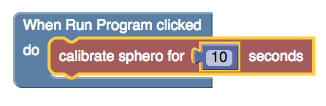 When Run Program clicked
do calibrate sphero for 10 seconds